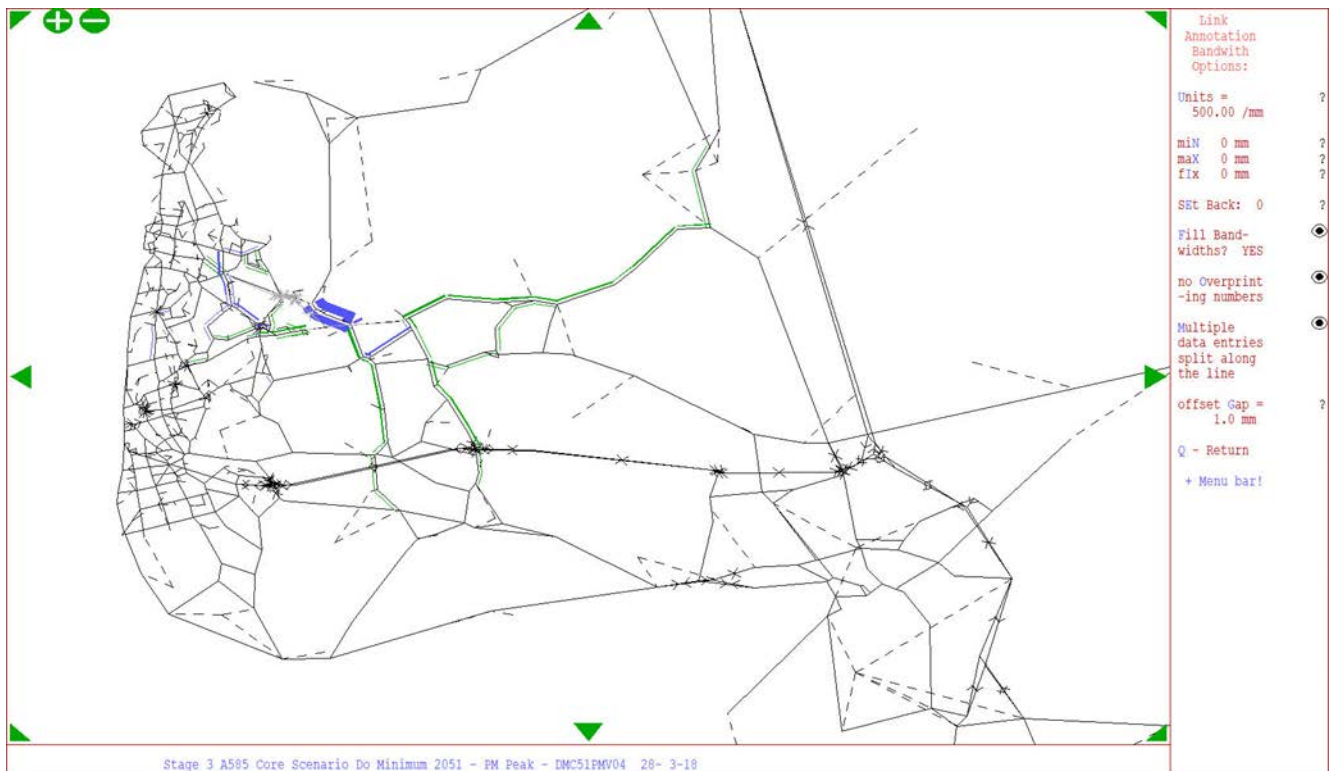 Link
Annotation
Bandwith
Options:
Units = ?
500.00 /mm
miN 0 mm ?
maX 0 mm ?
fIx 0 mm ?
SEt Back: 0 ?
Fill Band-
widths? YES
no Overprint
-ing numbers
Multiple
data entries
split along
the line
offset Gap = ?
1.0 mm
Q - Return
+ Menu bar!
Stage 3 A585 Core Scenario Do Minimum 2051 - PM Peak - DMC51PMV04 28- 3-18